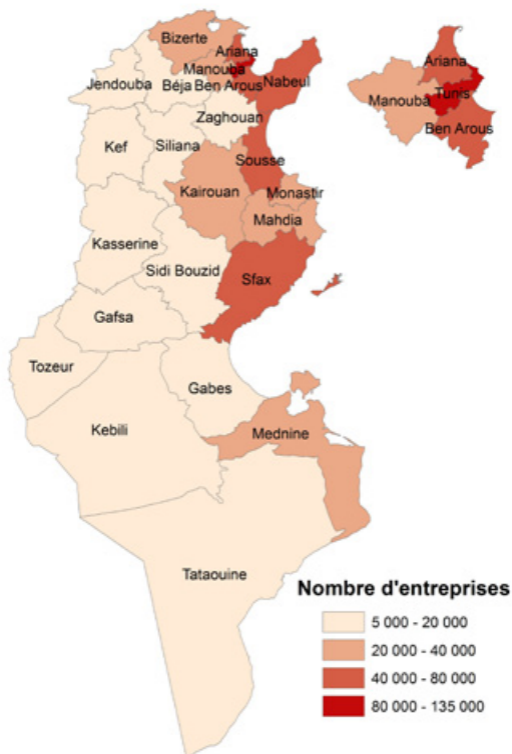 Bizerte
Ariana
Manouba
Jendouba
Béja
Ben Arous
Nabeul
Zaghouan
Kef
Siliana
Sousse
Kairouan
Monastir
Mahdia
Kasserine
Sidi Bouzid
Sfax
Gafsa
Tozeur
Gabes
Kebili
Mednine
Tataouine
Ariana
Tunis
Manouba
Ben Arous
Nombre d'entreprises
5 000 - 20 000
20 000 - 40 000
40 000 - 80 000
80 000 - 135 000